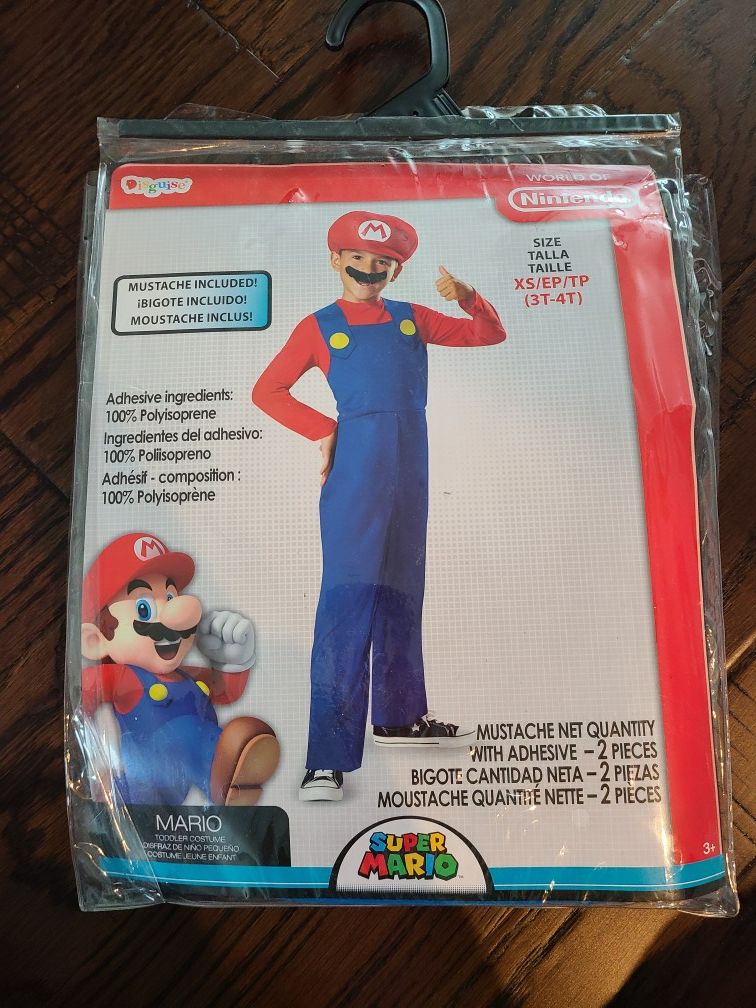 Disguise
WORLD OF
Nintendo
SIZE
TALLA
TAILLE
XS/EP/TP
(3T-4T)
MUSTACHE INCLUDED!
¡BIGOTE INCLUIDO!
MOUSTACHE INCLUS!
M
Adhesive ingredients:
100% Polyisoprene
Ingredientes del adhesivo:
100% Poliisopreno
Adhésif - composition :
100% Polyisoprène
M
MUSTACHE NET QUANTITY
WITH ADHESIVE – 2 PIECES
BIGOTE CANTIDAD NETA – 2 PIEZAS
MOUSTACHE QUANTITÉ NETTE – 2 PIÈCES
MARIO
TODDLER COSTUME
DISFRAZ DE NIÑO PEQUEÑO
COSTUME JEUNE ENFANT
SUPER
MARIO
3+